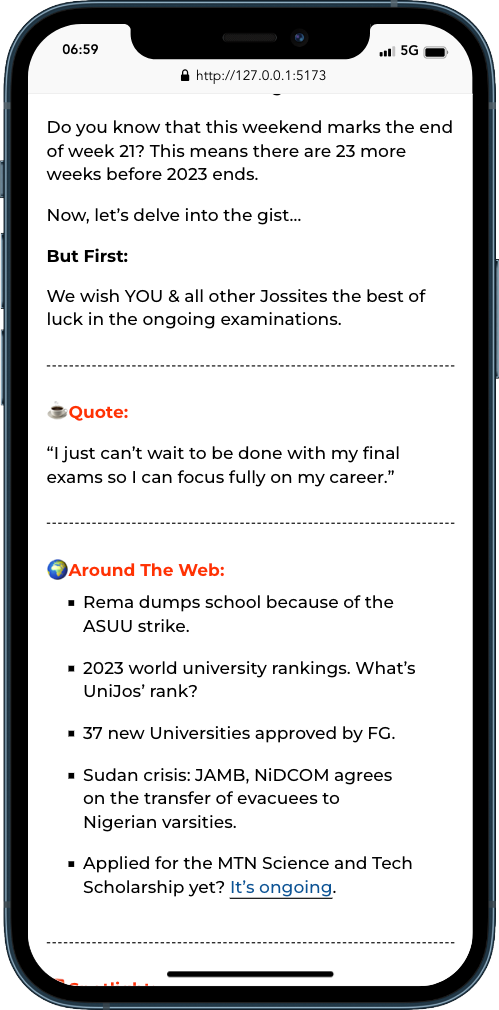 06:59
5G
http://127.0.0.1:5173
Do you know that this weekend marks the end
of week 21? This means there are 23 more
weeks before 2023 ends.
Now, let’s delve into the gist...
But First:
We wish YOU & all other Jossites the best of
luck in the ongoing examinations.
Quote:
“I just can’t wait to be done with my final
exams so I can focus fully on my career.”
Around The Web:
Rema dumps school because of the
ASUU strike.
2023 world university rankings. What’s
UniJos’ rank?
37 new Universities approved by FG.
Sudan crisis: JAMB, NiDCOM agrees
on the transfer of evacuees to
Nigerian varsities.
Applied for the MTN Science and Tech
Scholarship yet? It’s ongoing.